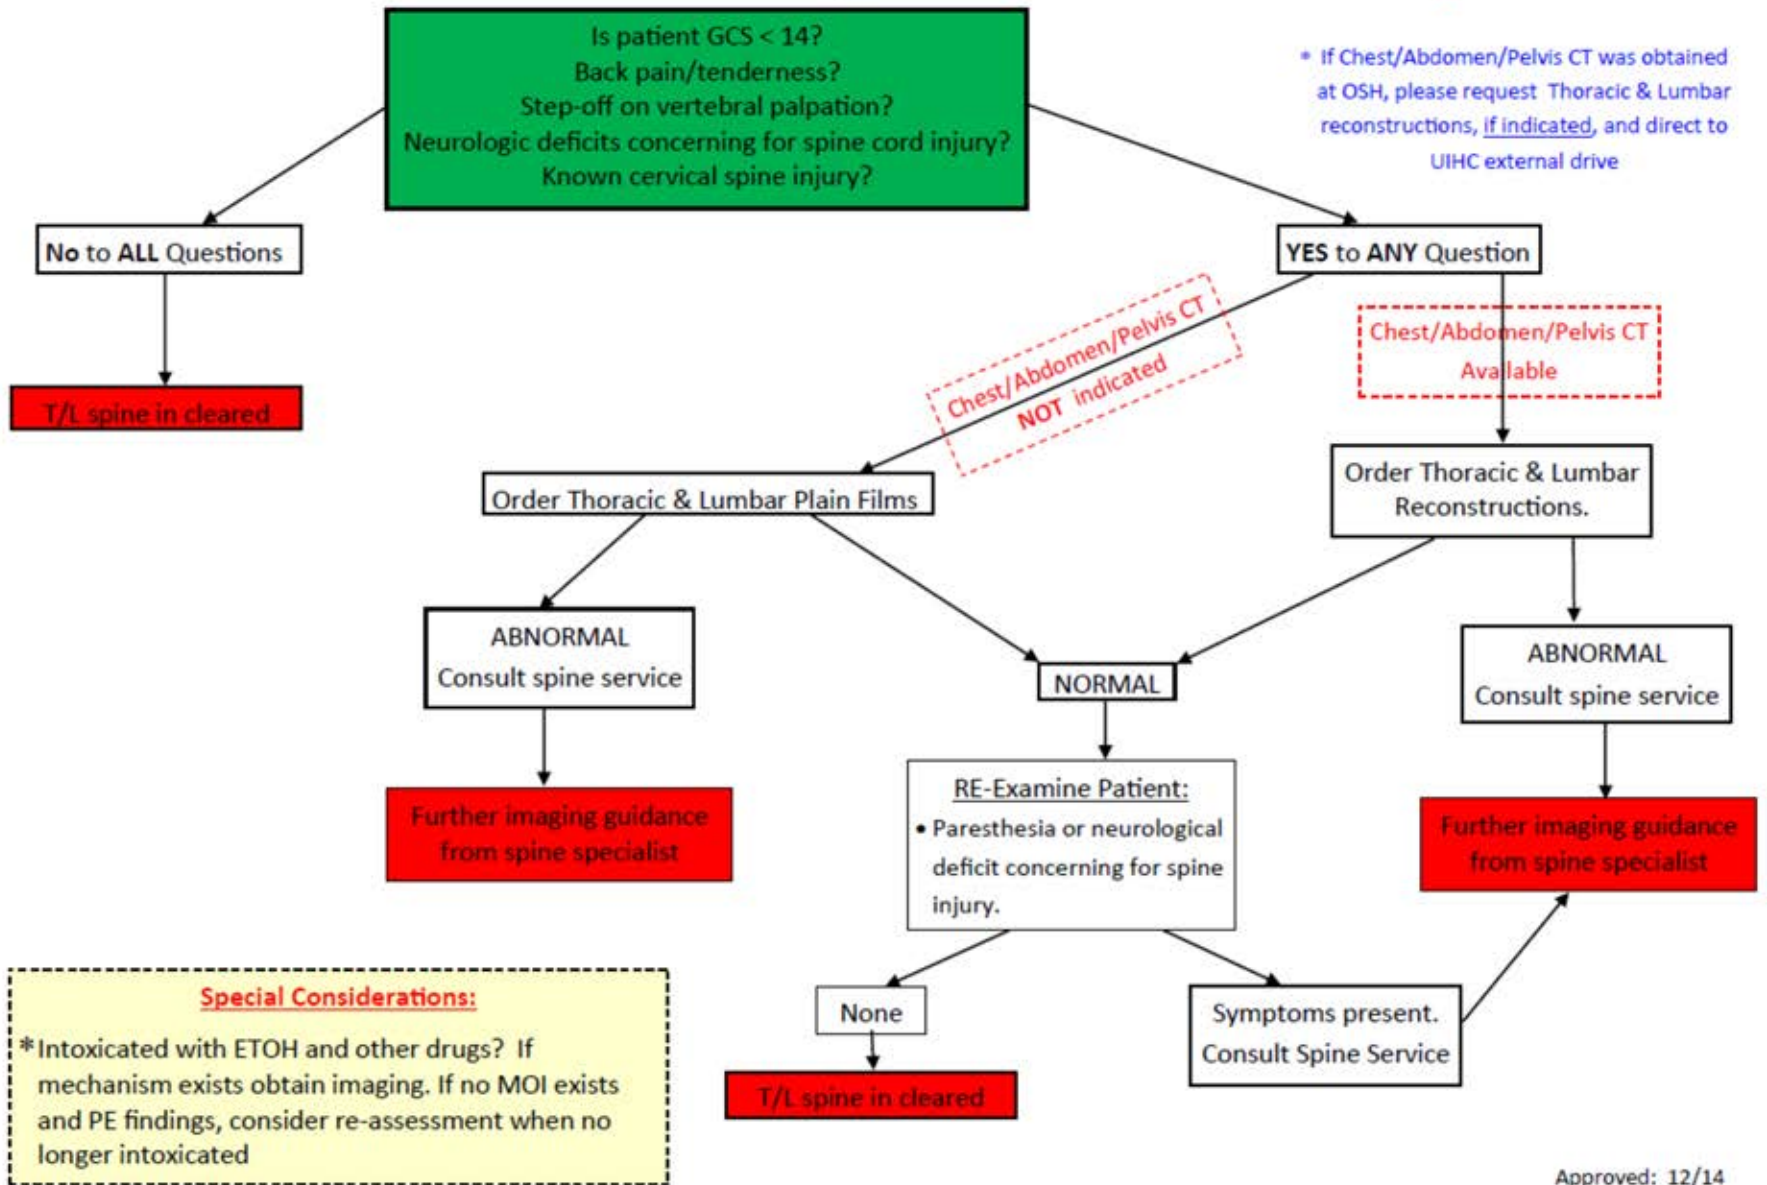 Is patient GCS < 14?
Back pain/tenderness?
Step-off on vertebral palpation?
Neurologic deficits concerning for spine cord injury?
Known cervical spine injury?
* If Chest/Abdomen/Pelvis CT was obtained
at OSH, please request Thoracic & Lumbar
reconstructions, if indicated, and direct to
UIHC external drive
No to ALL Questions
YES to ANY Question
Chest/Abdomen/Pelvis CT
NOT indicated
Chest/Abdomen/Pelvis CT
Available
T/L spine in cleared
Order Thoracic & Lumbar Plain Films
Order Thoracic & Lumbar
Reconstructions.
ABNORMAL
Consult spine service
NORMAL
ABNORMAL
Consult spine service
Further imaging guidance
from spine specialist
RE-Examine Patient:
• Paresthesia or neurological
deficit concerning for spine
injury.
Further imaging guidance
from spine specialist
None
Symptoms present.
Consult Spine Service
T/L spine in cleared
Special Considerations:
*Intoxicated with ETOH and other drugs? If
mechanism exists obtain imaging. If no MOI exists
and PE findings, consider re-assessment when no
longer intoxicated
Approved: 12/14